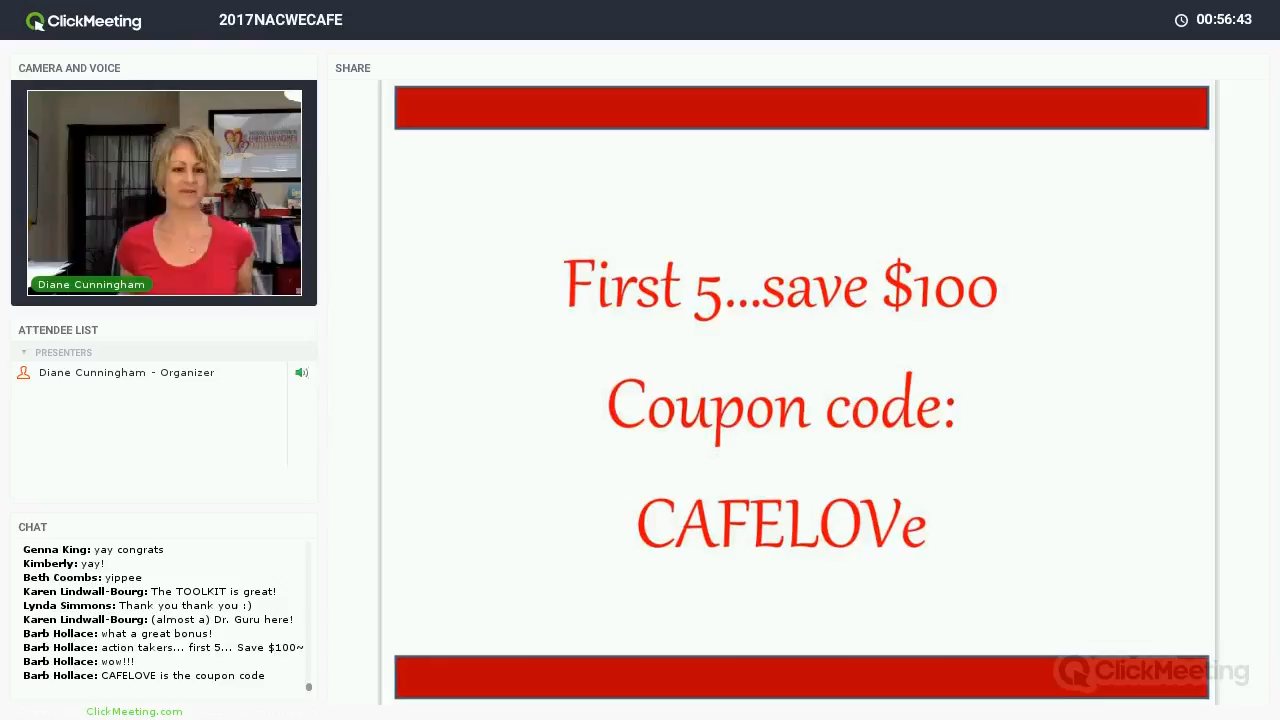 ClickMeeting
2017NACWECAFE
00:56:43
CAMERA AND VOICE
Diane Cunningham
ATTENDEE LIST
PRESENTERS
Diane Cunningham - Organizer
CHAT
Genna King: yay congrats
Kimberly: yay!
Beth Coombs: yippee
Karen Lindwall-Bourg: The TOOLKIT is great!
Lynda Simmons: Thank you thank you :)
Karen Lindwall-Bourg: (almost a) Dr. Guru here!
Barb Hollace: what a great bonus!
Barb Hollace: action takers... first 5... Save $100~
Barb Hollace: wow!!!
Barb Hollace: CAFELOVE is the coupon code
ClickMeeting.com
SHARE
First 5...save $100
Coupon code:
CAFELOVe
ClickMeeting